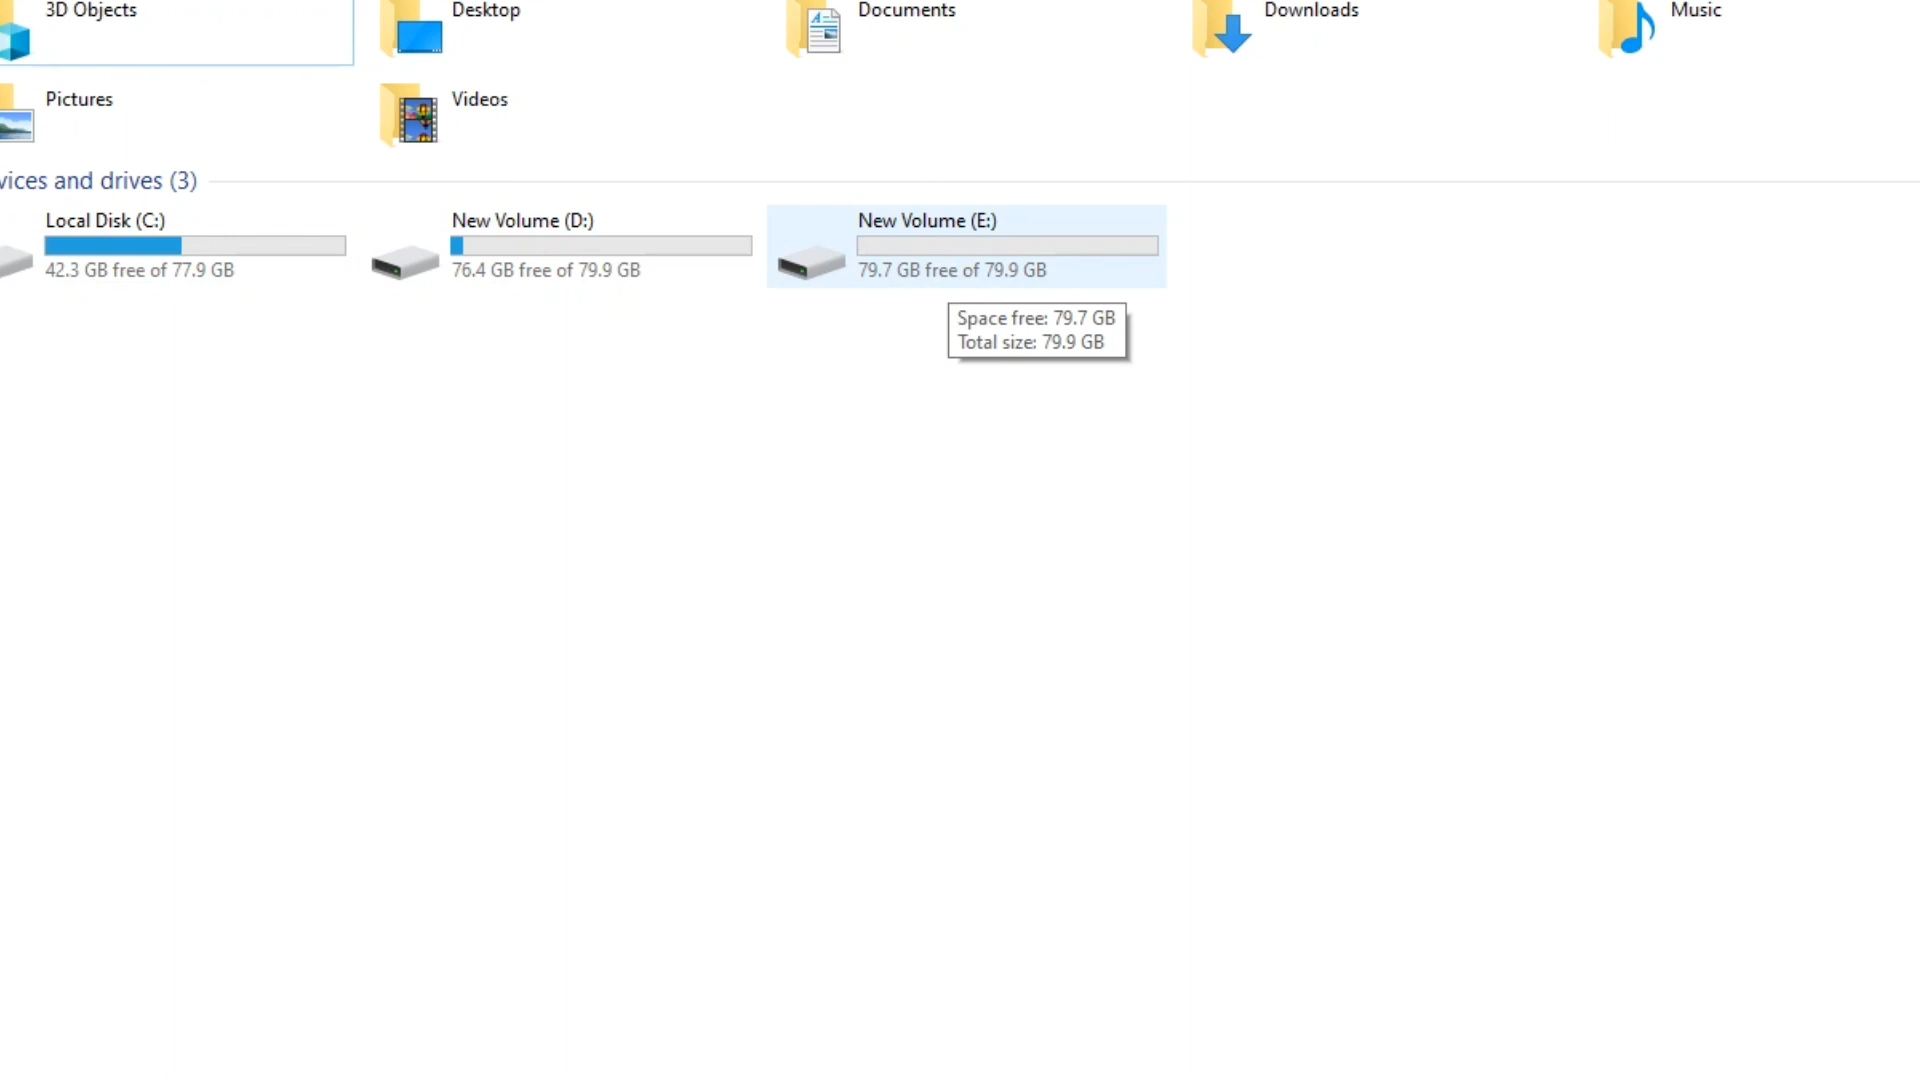 3D Objects
Desktop
Documents
Downloads
Music
Pictures
Videos
vices and drives (3)
Local Disk (C:)
42.3 GB free of 77.9 GB
New Volume (D:)
76.4 GB free of 79.9 GB
New Volume (E:)
79.7 GB free of 79.9 GB
Space free: 79.7 GB
Total size: 79.9 GB